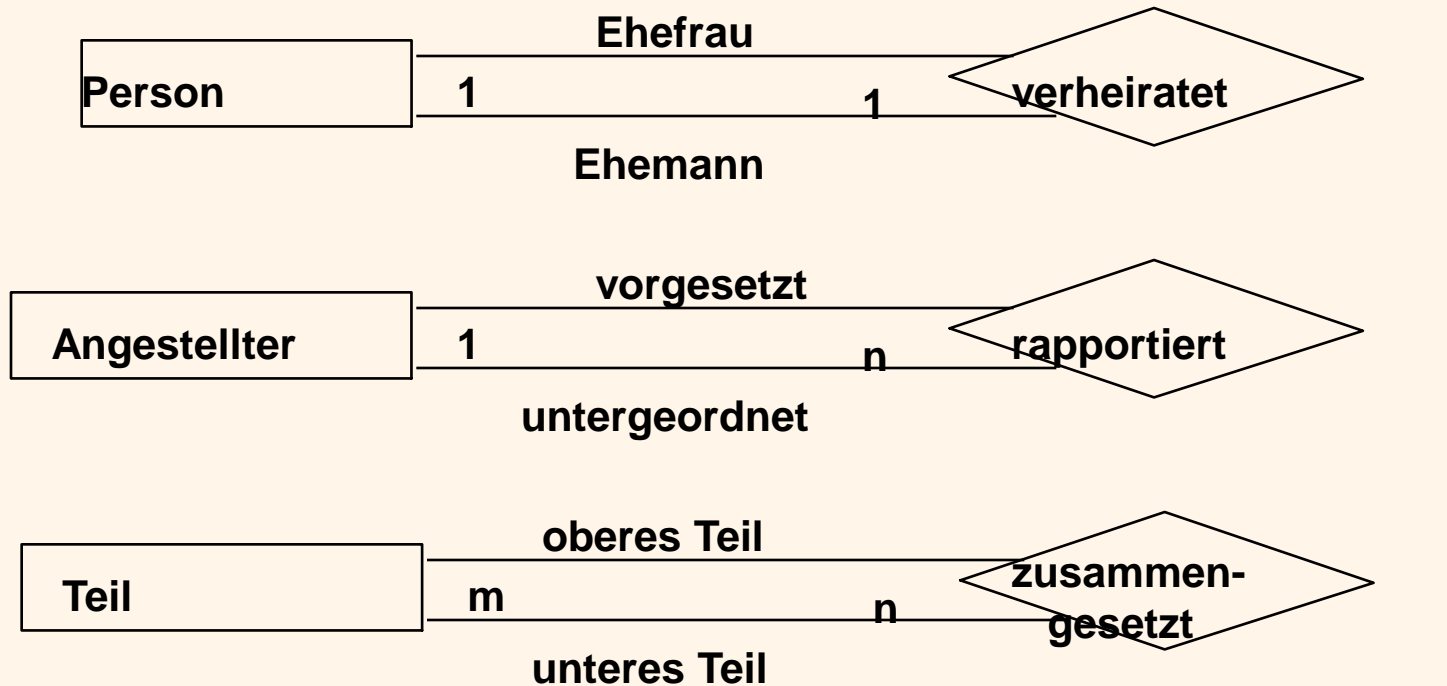 Ehefrau
Person 1 1 verheiratet
Ehemann
vorgesetzt
Angestellter 1 n rapportiert
untergeordnet
oberes Teil
Teil m n zusammen-
gesetzt
unteres Teil